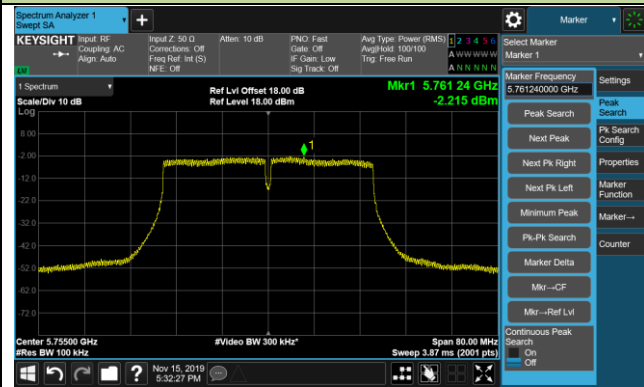 Spectrum Analyzer 1
Swept SA
+
Marker
KEYSIGHT
Input: RF
Coupling: AC
Align: Auto
Input Z: 50 Ω
Corrections: Off
Freq Ref: Int (S)
NFE: Off
Atten: 10 dB
PNO: Fast
Gate: Off
IF Gain: Low
Sig Track: Off
Avg Type: Power (RMS)
Avg|Hold: 100/100
Trig: Free Run
1 2 3 4 5 6
A W W W W W
A N N N N N
LXI
Select Marker
Marker 1
1 Spectrum
Scale/Div 10 dB
Log
Ref Lvl Offset 18.00 dB
Ref Level 18.00 dBm
Mkr1 5.761 24 GHz
-2.215 dBm
8.00
-2.00
-12.0
-22.0
-32.0
-42.0
-52.0
-62.0
-72.0
1
Center 5.75500 GHz
#Res BW 100 kHz
#Video BW 300 kHz*
Span 80.00 MHz
Sweep 3.87 ms (2001 pts)
Marker Frequency
5.761240000 GHz
Peak Search
Next Peak
Next Pk Right
Next Pk Left
Minimum Peak
Pk-Pk Search
Marker Delta
Mkr→CF
Mkr→Ref Lvl
Continuous Peak
Search
On
Off
Settings
Peak
Search
Pk Search
Config
Properties
Marker
Function
Marker→
Counter
?
Nov 15, 2019
5:32:27 PM